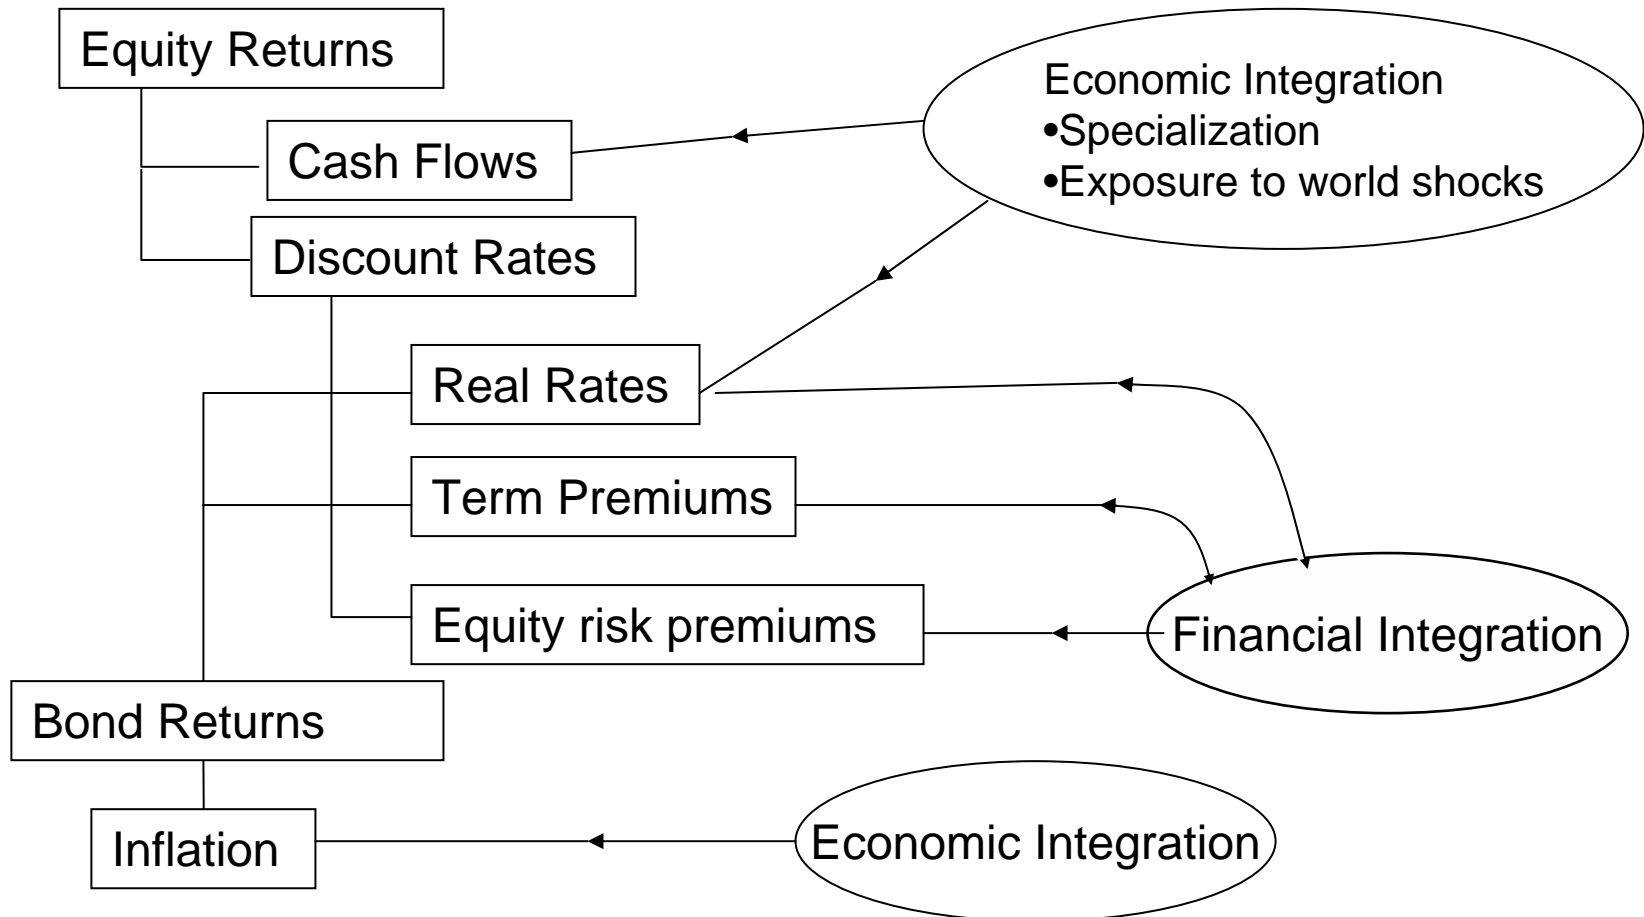 Equity Returns
Economic Integration
•Specialization
•Exposure to world shocks
Cash Flows
Discount Rates
Real Rates
Term Premiums
Equity risk premiums
Financial Integration
Bond Returns
Inflation
Economic Integration